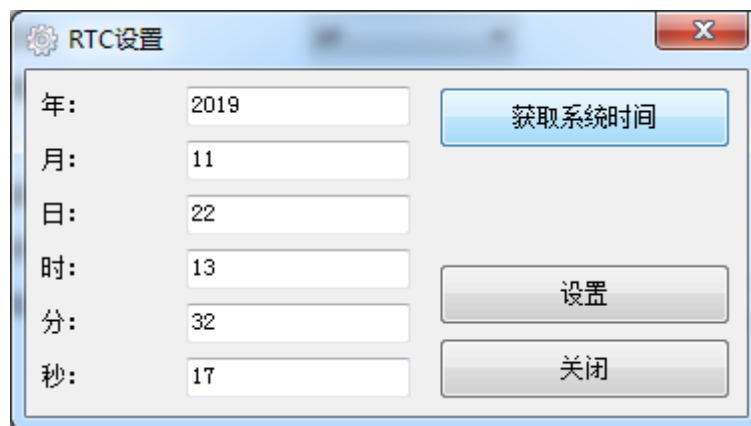 RTC设置
年: 2019
获取系统时间
月: 11
日: 22
时: 13
设置
分: 32
秒: 17
关闭